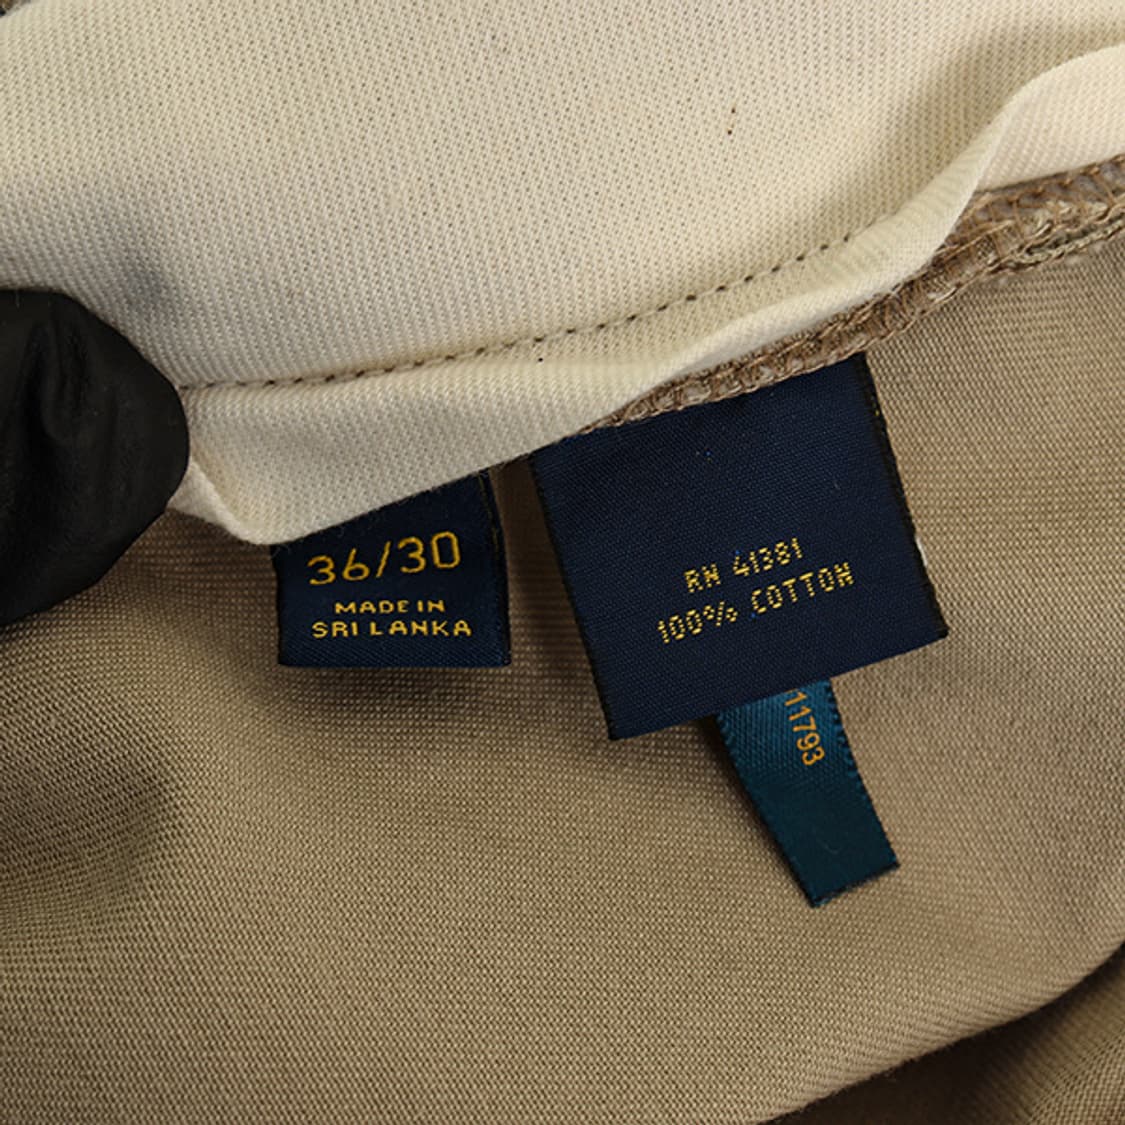 36/30
MADE IN
SRI LANKA
RN 41381
100% COTTON
11793